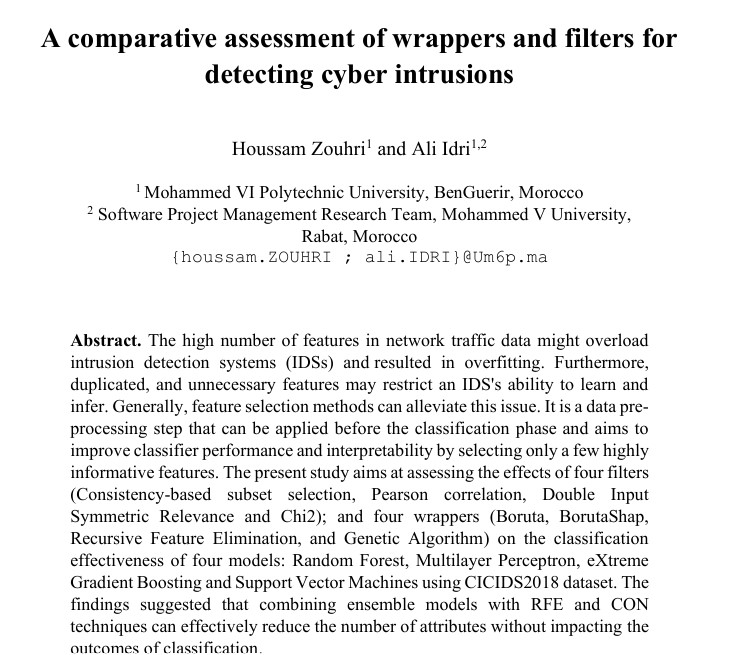 A comparative assessment of wrappers and filters for
detecting cyber intrusions
Houssam Zouhri1 and Ali Idri1,2
1 Mohammed VI Polytechnic University, BenGuerir, Morocco
2 Software Project Management Research Team, Mohammed V University,
Rabat, Morocco
{houssam.ZOUHRI ; ali.IDRI}@Um6p.ma
Abstract. The high number of features in network traffic data might overload
intrusion detection systems (IDSs) and resulted in overfitting. Furthermore,
duplicated, and unnecessary features may restrict an IDS's ability to learn and
infer. Generally, feature selection methods can alleviate this issue. It is a data pre-
processing step that can be applied before the classification phase and aims to
improve classifier performance and interpretability by selecting only a few highly
informative features. The present study aims at assessing the effects of four filters
(Consistency-based subset selection, Pearson correlation, Double Input
Symmetric Relevance and Chi2); and four wrappers (Boruta, BorutaShap,
Recursive Feature Elimination, and Genetic Algorithm) on the classification
effectiveness of four models: Random Forest, Multilayer Perceptron, eXtreme
Gradient Boosting and Support Vector Machines using CICIDS2018 dataset. The
findings suggested that combining ensemble models with RFE and CON
techniques can effectively reduce the number of attributes without impacting the
outcomes of classification.